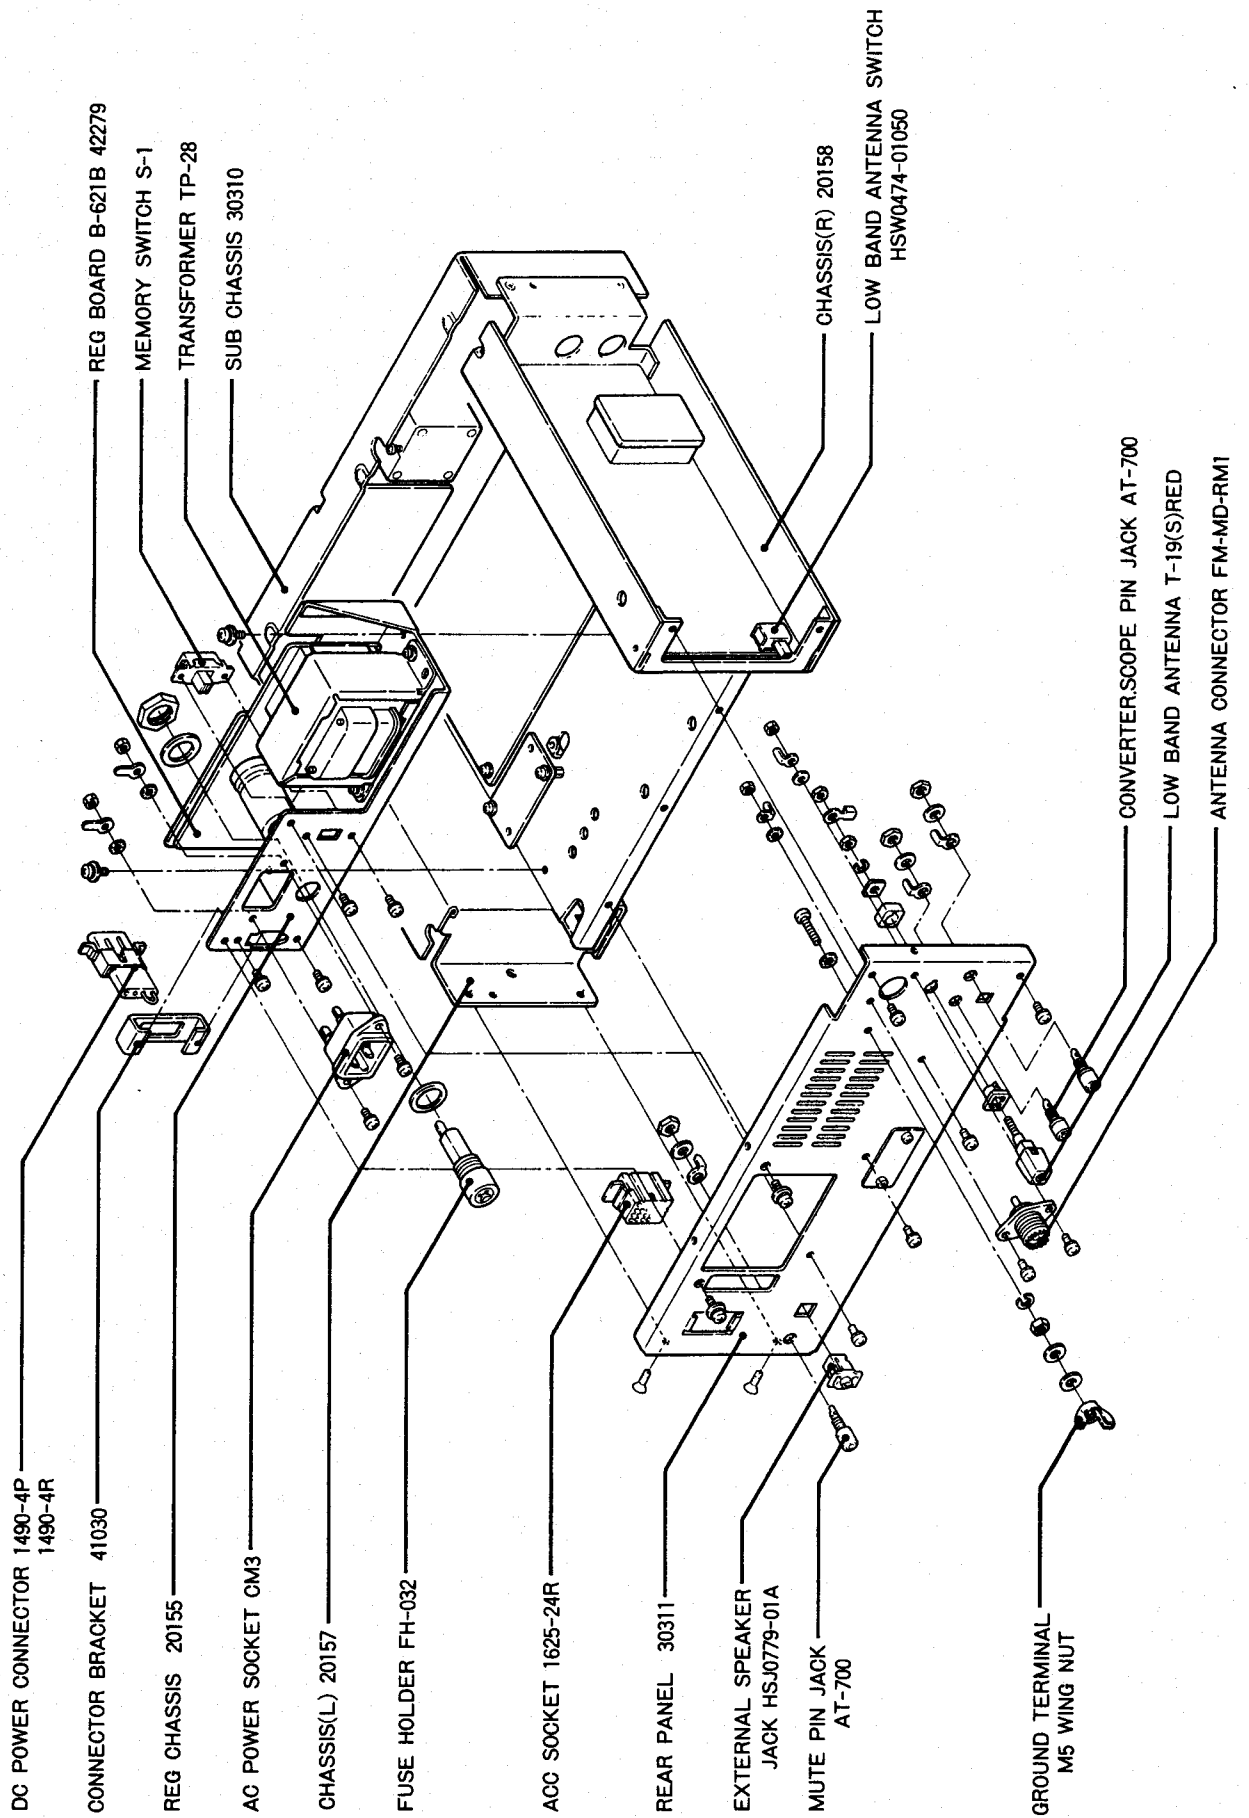 DC POWER CONNECTOR 1490-4P
1490-4R
CONNECTOR BRACKET 41030
REG CHASSIS 20155
AC POWER SOCKET CM3
CHASSIS(L) 20157
FUSE HOLDER FH-032
ACC SOCKET 1625-24R
REAR PANEL 30311
EXTERNAL SPEAKER
JACK HSJ0779-01A
MUTE PIN JACK
AT-700
GROUND TERMINAL
M5 WING NUT
REG BOARD B-621B 42279
MEMORY SWITCH S-1
TRANSFORMER TP-28
SUB CHASSIS 30310
CHASSIS(R) 20158
LOW BAND ANTENNA SWITCH
HSW0474-01050
CONVERTER,SCOPE PIN JACK AT-700
LOW BAND ANTENNA T-19(S)RED
ANTENNA CONNECTOR FM-MD-RM1